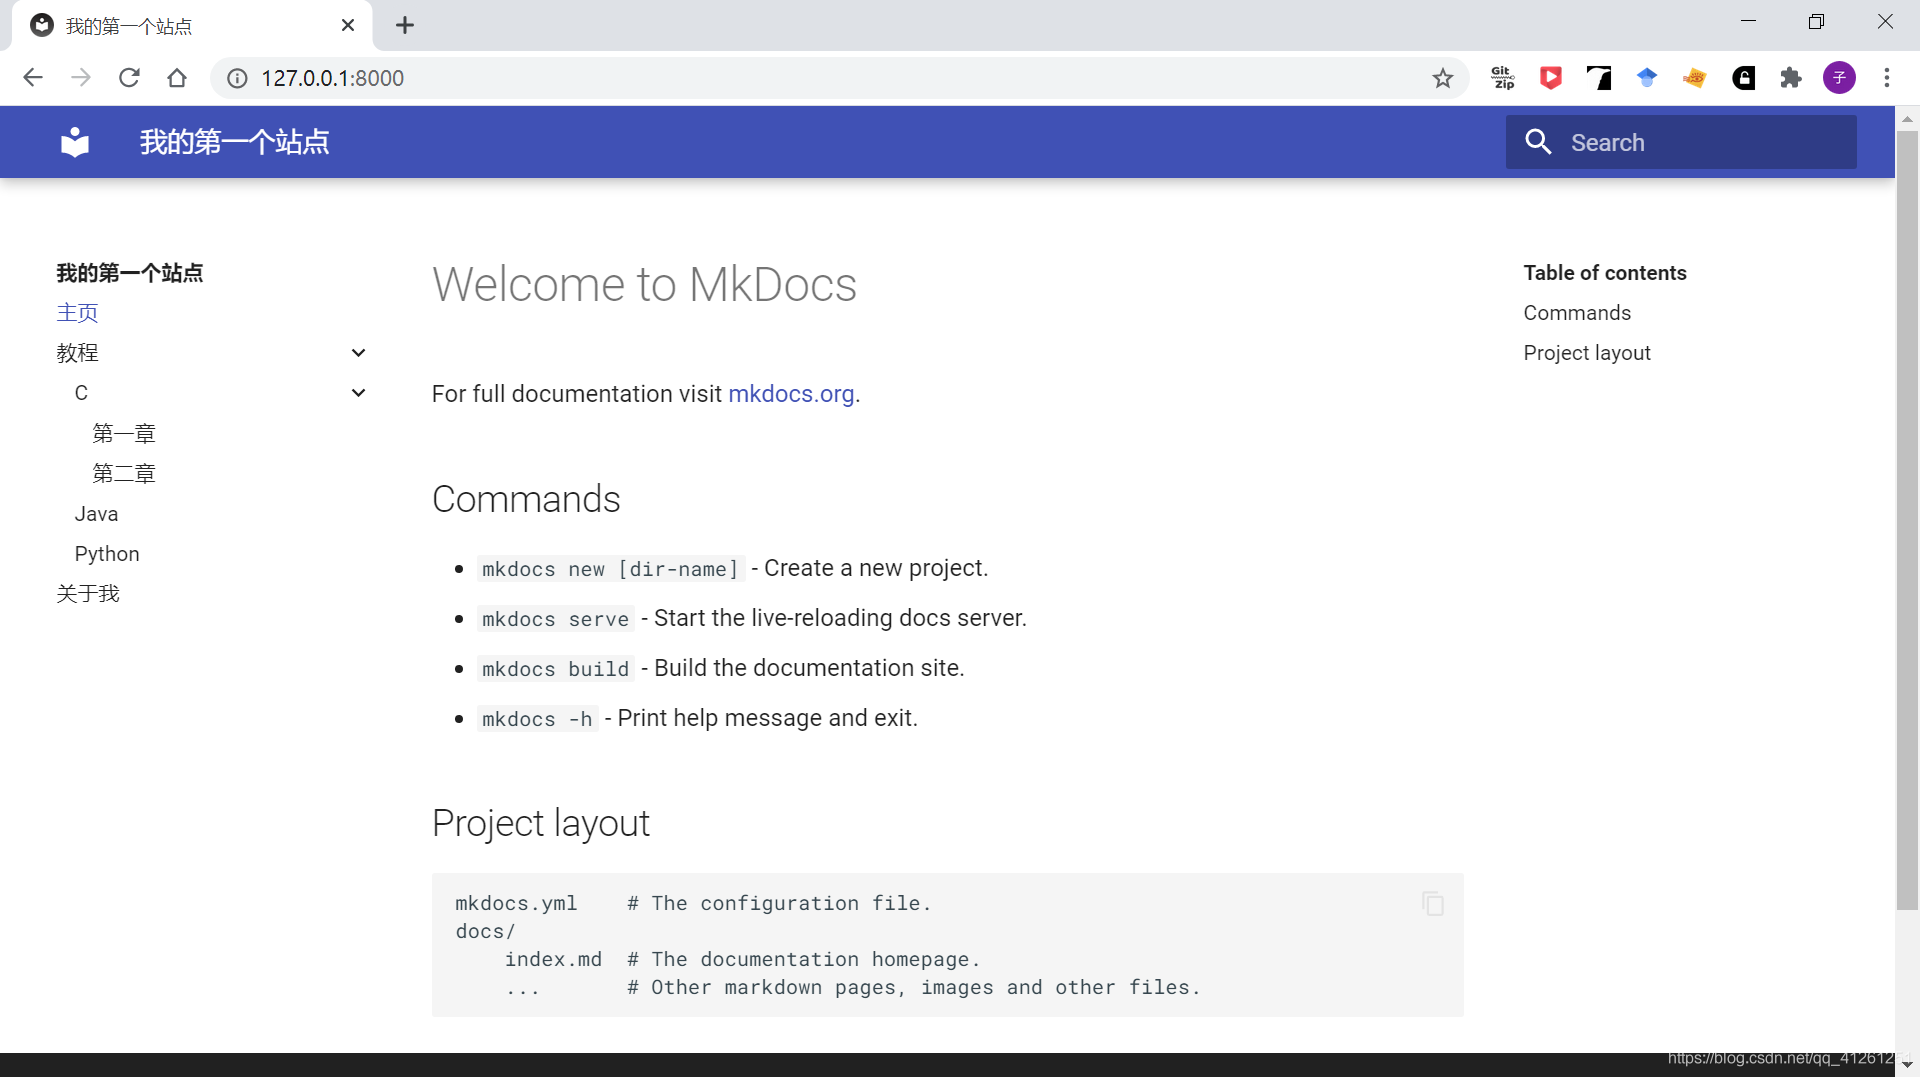 我的第一个站点
127.0.0.1:8000
Git
Zip
子
我的第一个站点
Search
我的第一个站点
主页
教程
C
第一章
第二章
Java
Python
关于我
Welcome to MkDocs
For full documentation visit mkdocs.org.
Commands
mkdocs new [dir-name] - Create a new project.
mkdocs serve - Start the live-reloading docs server.
mkdocs build - Build the documentation site.
mkdocs -h - Print help message and exit.
Project layout
mkdocs.yml    # The configuration file.
docs/
    index.md  # The documentation homepage.
    ...       # Other markdown pages, images and other files.
Table of contents
Commands
Project layout